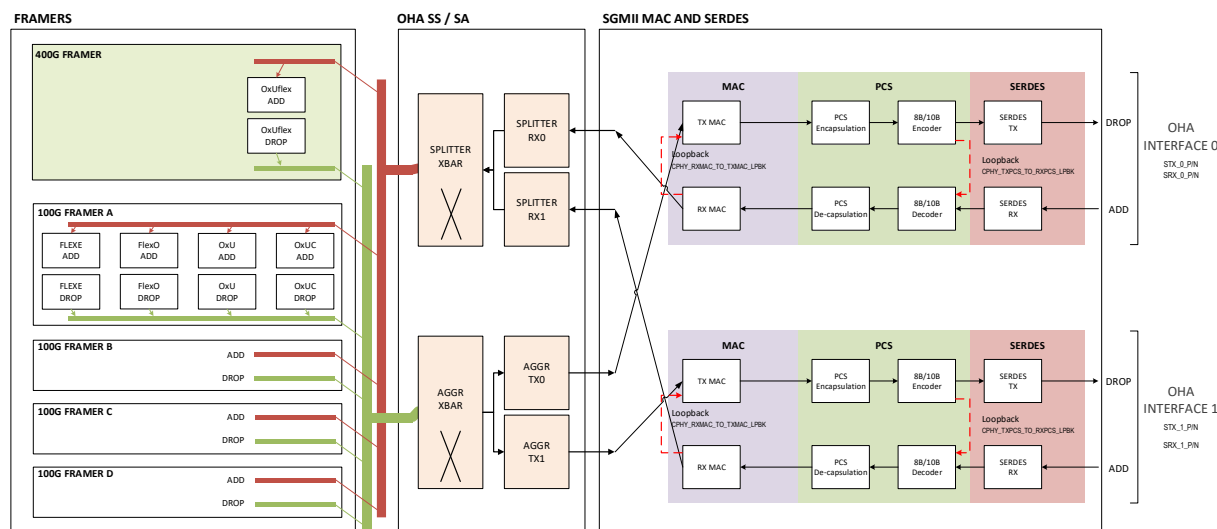 FRAMERS
OHA SS / SA
SGMII MAC AND SERDES
400G FRAMER
OxUflex
ADD
OxUflex
DROP
100G FRAMER A
FLEXE
ADD
FlexO
ADD
OxU
ADD
OxUC
ADD
FLEXE
DROP
FlexO
DROP
OxU
DROP
OxUC
DROP
100G FRAMER B
ADD
DROP
100G FRAMER C
ADD
DROP
100G FRAMER D
ADD
DROP
SPLITTER
XBAR
SPLITTER
RX0
SPLITTER
RX1
AGGR
XBAR
AGGR
TX0
AGGR
TX1
MAC
PCS
SERDES
TX MAC
PCS
Encapsulation
8B/10B
Encoder
SERDES
TX
DROP
Loopback
CPHY_RXMAC_TO_TXMAC_LPBK
Loopback
CPHY_TXPCS_TO_RXPCS_LPBK
RX MAC
PCS
De-capsulation
8B/10B
Decoder
SERDES
RX
ADD
OHA
INTERFACE 0
STX_0_P/N
SRX_0_P/N
MAC
PCS
SERDES
TX MAC
PCS
Encapsulation
8B/10B
Encoder
SERDES
TX
DROP
Loopback
CPHY_RXMAC_TO_TXMAC_LPBK
Loopback
CPHY_TXPCS_TO_RXPCS_LPBK
RX MAC
PCS
De-capsulation
8B/10B
Decoder
SERDES
RX
ADD
OHA
INTERFACE 1
STX_1_P/N
SRX_1_P/N